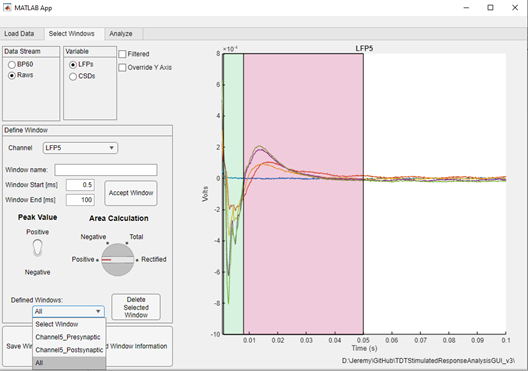 MATLAB App
Load Data
Select Windows
Analyze
Data Stream
BP60
Raws
Variable
LFPs
CSDs
Filtered
Override Y Axis
Define Window
Channel
LFP5
Window name:
Window Start [ms]
0.5
Window End [ms]
100
Accept Window
Peak Value
Positive
Negative
Area Calculation
Negative
Total
Positive
Rectified
Defined Windows:
All
Select Window
Channel5_Presynaptic
Channel5_Postsynaptic
All
Delete
Selected
Window
Save Wind
d Window Information
LFP5
×10-4
8
6
4
2
0
-2
-4
-6
-8
-10
Volts
0.01
0.02
0.03
0.04
0.05
0.06
0.07
0.08
0.09
0.1
Time (s)
D:\Jeremy\GitHub\TDTStimulatedResponseAnalysisGUI_v3\